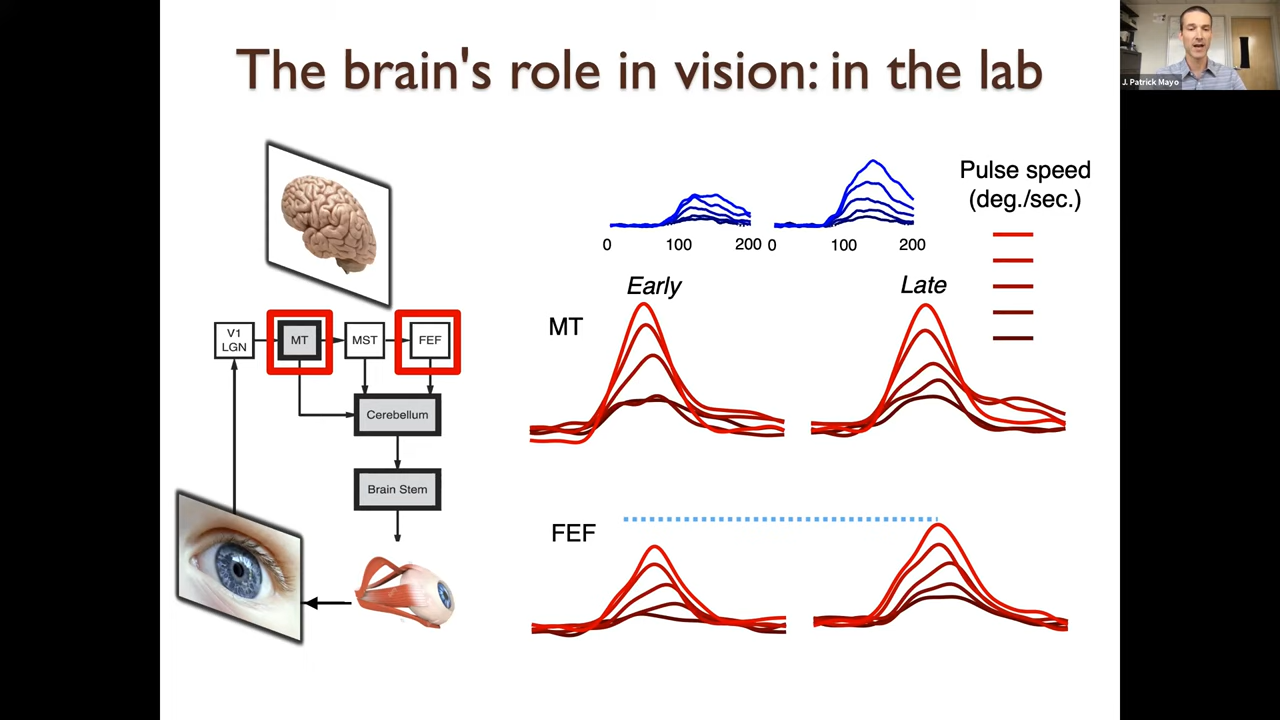 The brain's role in vision: in the lab
J. Patrick Mayo
Pulse speed
(deg./sec.)
0 100 200 0 100 200
Early Late
MT
V1
LGN
MT
MST
FEF
Cerebellum
Brain Stem
FEF